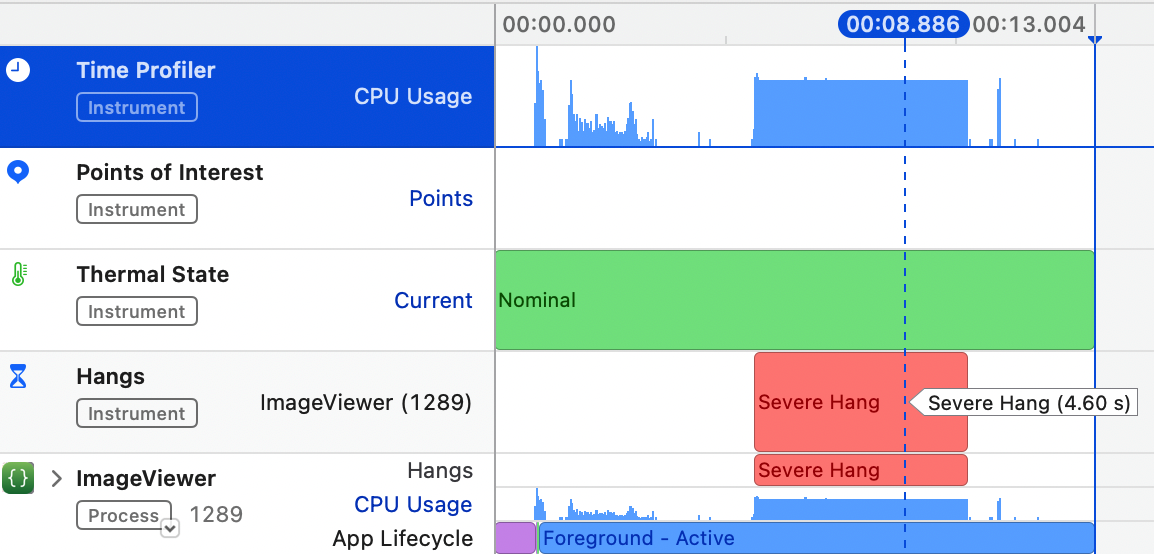 00:00.000 00:08.886 00:13.004
Time Profiler
Instrument
CPU Usage
Points of Interest
Instrument
Points
Thermal State
Instrument
Current
Nominal
Hangs
Instrument
ImageViewer (1289)
Severe Hang
Severe Hang (4.60 s)
ImageViewer
Process 1289
Hangs
Severe Hang
CPU Usage
App Lifecycle
Foreground - Active